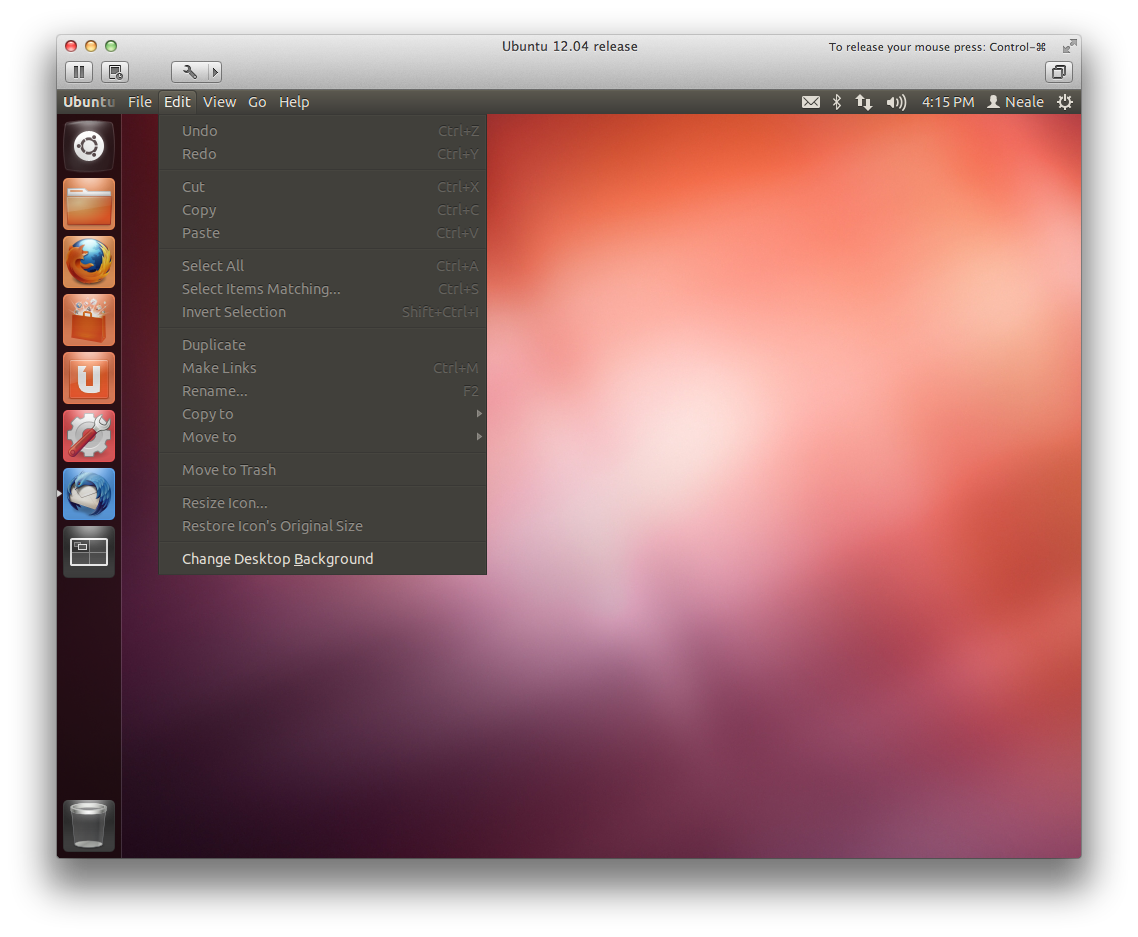 Ubuntu 12.04 release
To release your mouse press: Control-⌘
Ubuntu File Edit View Go Help 4:15 PM Neale
Undo Ctrl+Z
Redo Ctrl+Y
Cut Ctrl+X
Copy Ctrl+C
Paste Ctrl+V
Select All Ctrl+A
Select Items Matching... Ctrl+S
Invert Selection Shift+Ctrl+I
Duplicate
Make Links Ctrl+M
Rename... F2
Copy to
Move to
Move to Trash
Resize Icon...
Restore Icon's Original Size
Change Desktop Background